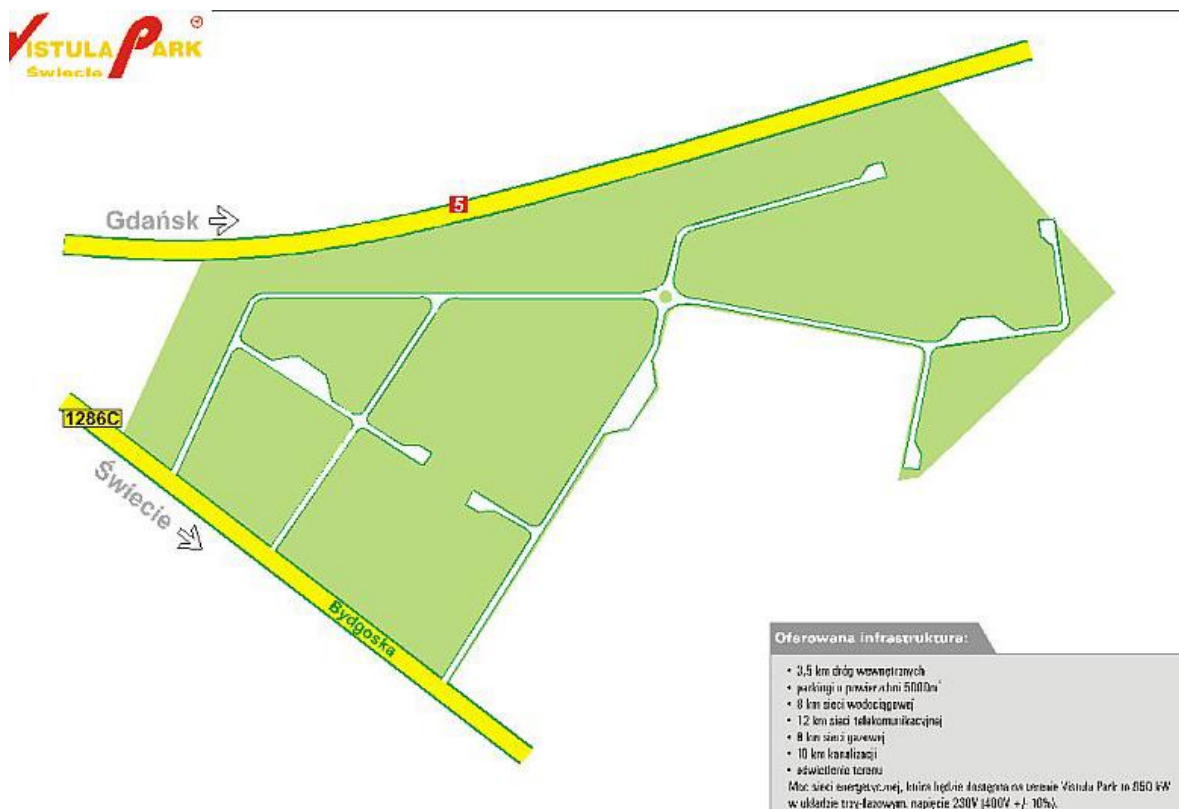 VISTULA PARK
Świecie
Gdańsk
5
1286C
Świecie
Bydgoska
Oferowana infrastruktura:
• 3,5 km dróg wewnętrznych
• parkingi o powierzchni 5000m²
• 8 km sieci wodociągowej
• 12 km sieci telekomunikacyjnej
• 8 km sieci gazowej
• 10 km kanalizacji
• oświetlenie terenu
Moc sieci energetycznej, która będzie dostępna na terenie Vistula Park to 850 kW
w układzie trzy-fazowym, napięcie 230V (400V +/- 10%).